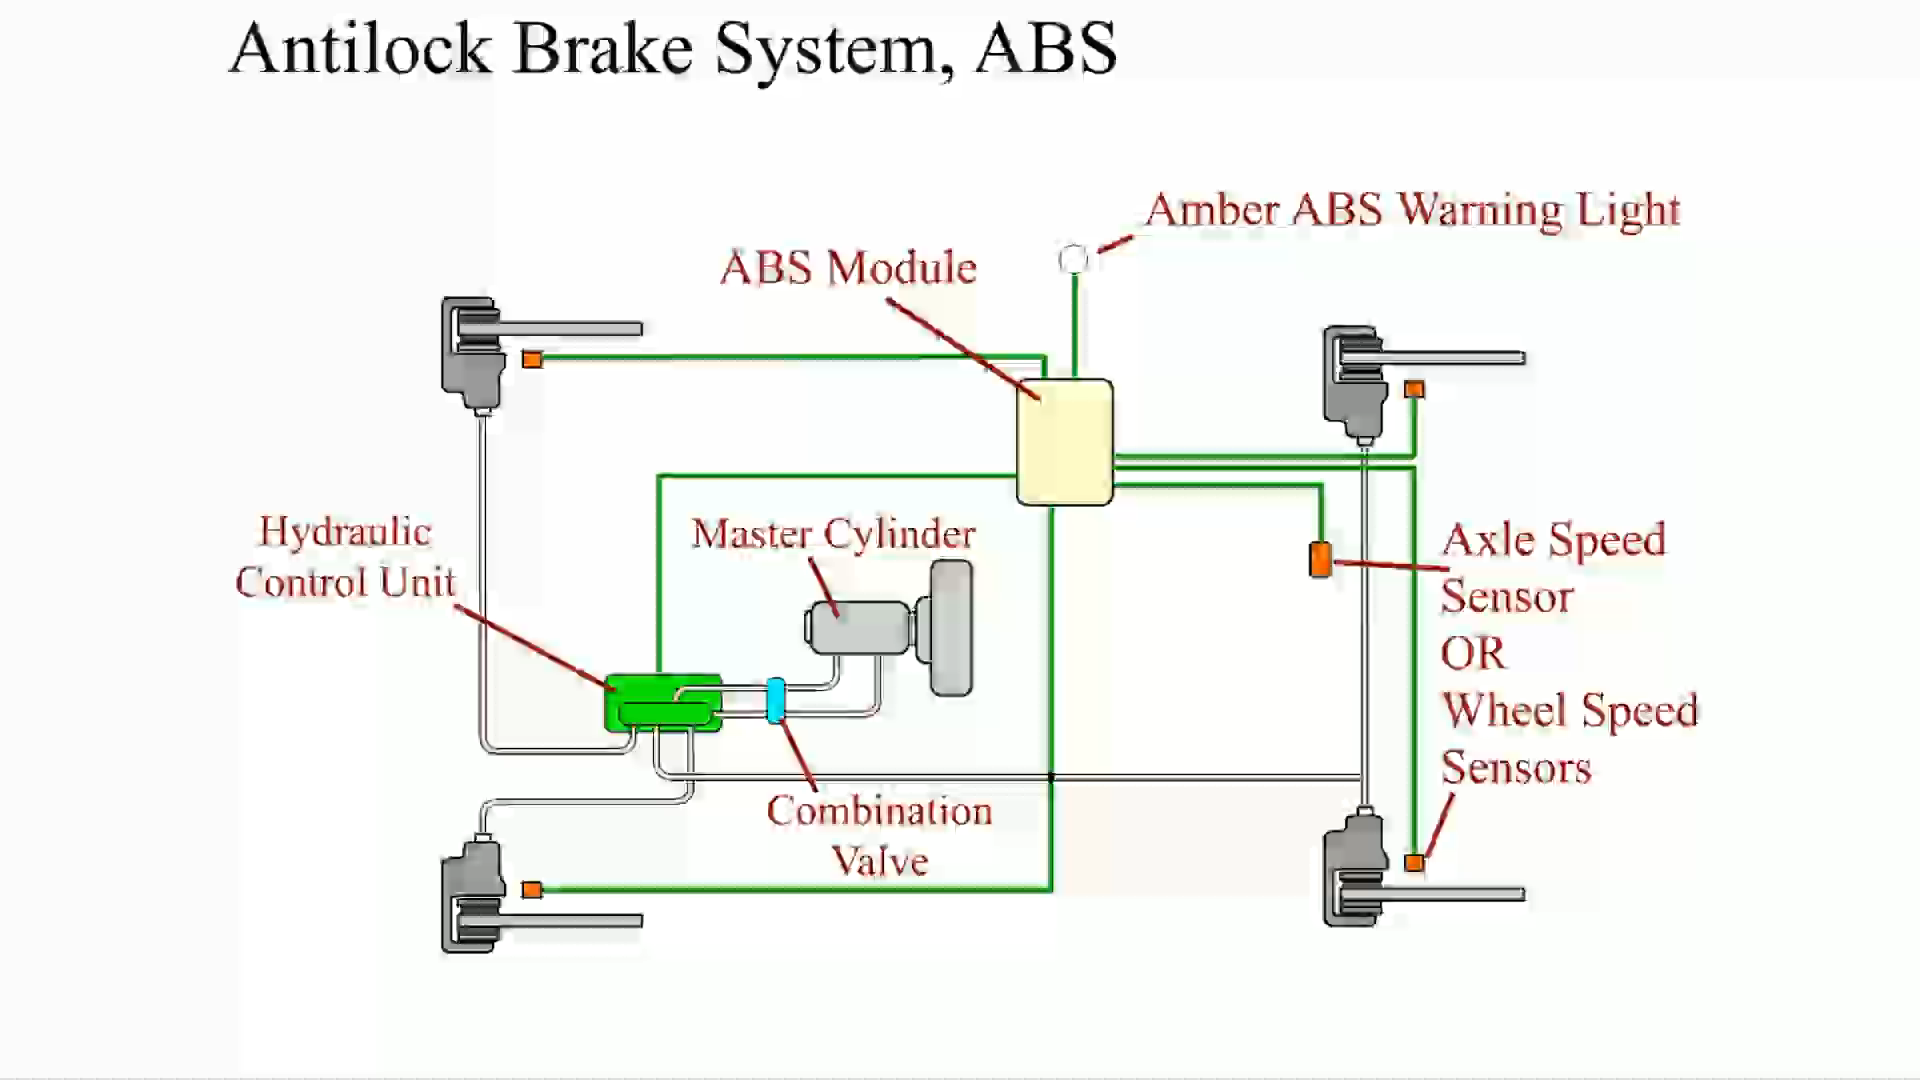 Antilock Brake System, ABS
Amber ABS Warning Light
ABS Module
Hydraulic
Control Unit
Master Cylinder
Axle Speed
Sensor
OR
Wheel Speed
Sensors
Combination
Valve